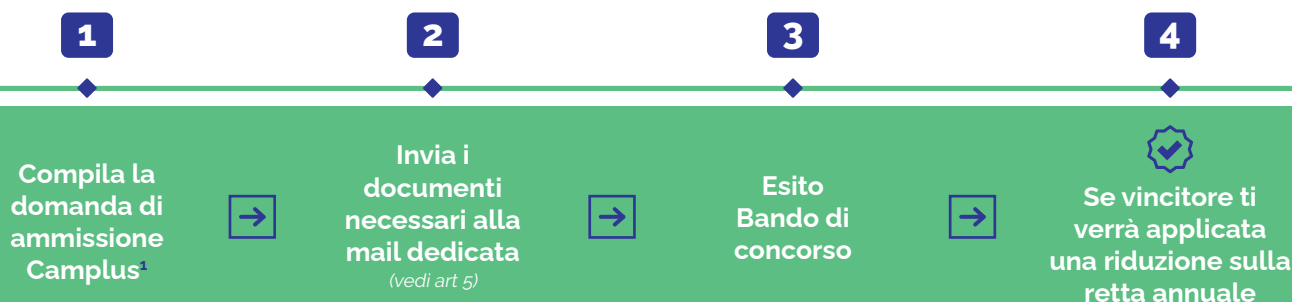 1
2
3
4
Compila la
domanda di
ammissione
Camplus¹
Invia i
documenti
necessari alla
mail dedicata
(vedi art 5)
Esito
Bando di
concorso
Se vincitore ti
verrà applicata
una riduzione sulla
retta annuale